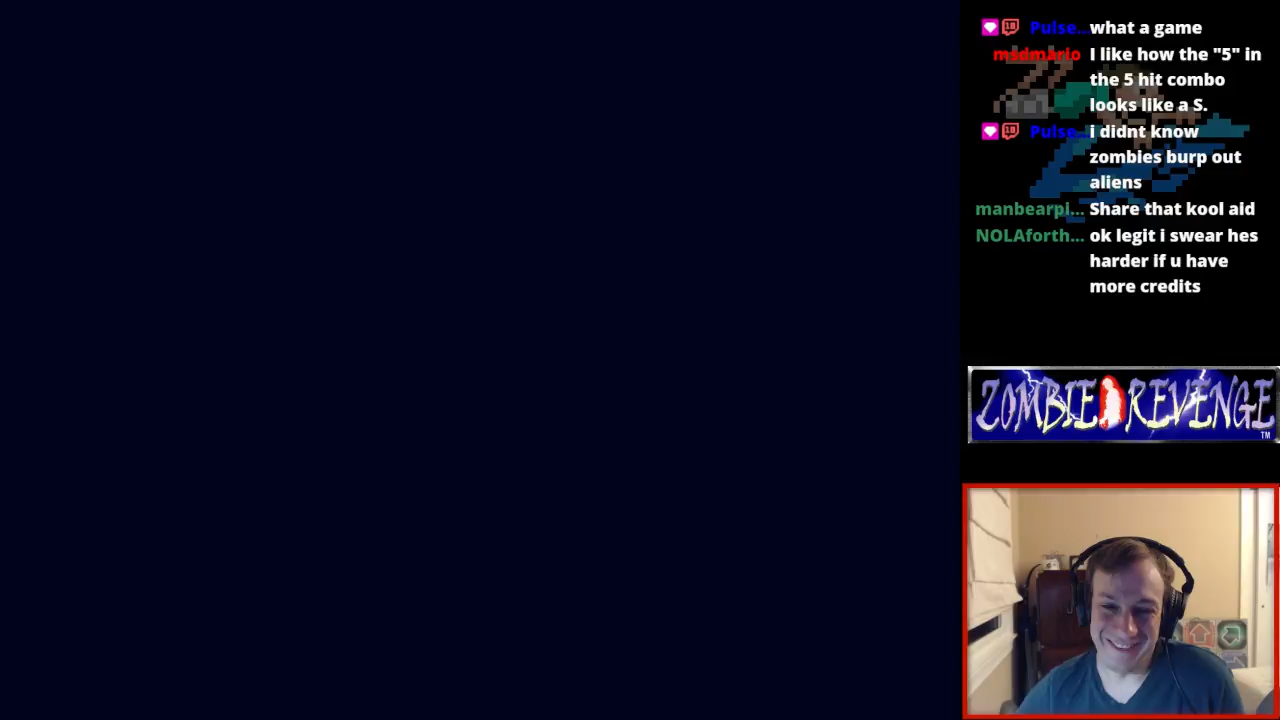 Pulse... what a game
msdmario I like how the "5" in
the 5 hit combo
looks like a S.
Pulse... i didnt know
zombies burp out
aliens
manbearpi... Share that kool aid
NOLAforth... ok legit i swear hes
harder if u have
more credits
ZOMBIE REVENGE
TM